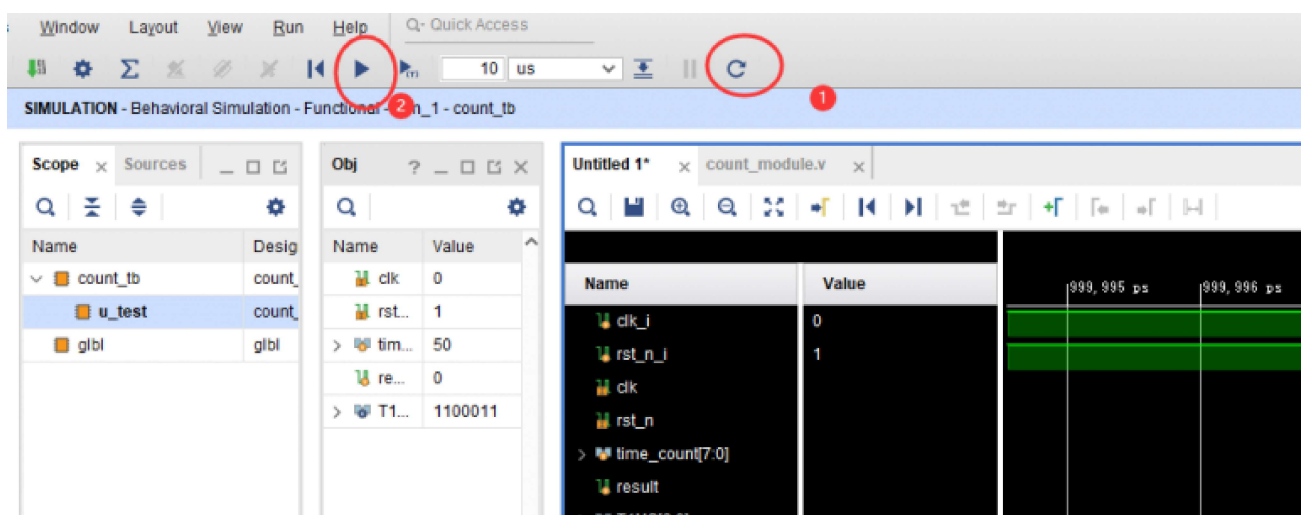 Window Layout View Run Help Q- Quick Access
10 us
1
SIMULATION - Behavioral Simulation - Functional - 2 _1 - count_tb
Scope Sources
Obj ?
Untitled 1* count_module.v
Name Desig
Name Value
Name Value
999,995 ps 999,996 ps
count_tb count_
u_test count_
glbl glbl
clk 0
rst... 1
tim... 50
re... 0
T1... 1100011
clk_i 0
rst_n_i 1
clk
rst_n
time_count[7:0]
result